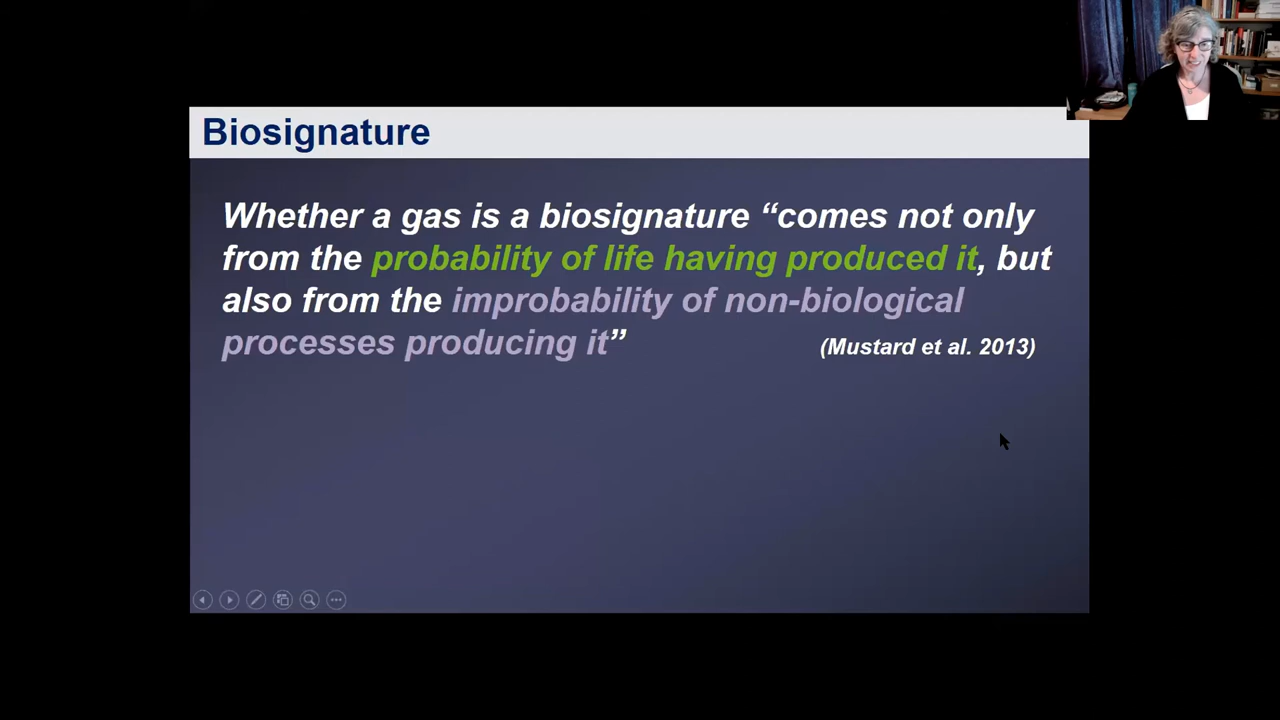 Biosignature
Whether a gas is a biosignature “comes not only
from the probability of life having produced it, but
also from the improbability of non-biological
processes producing it”
(Mustard et al. 2013)